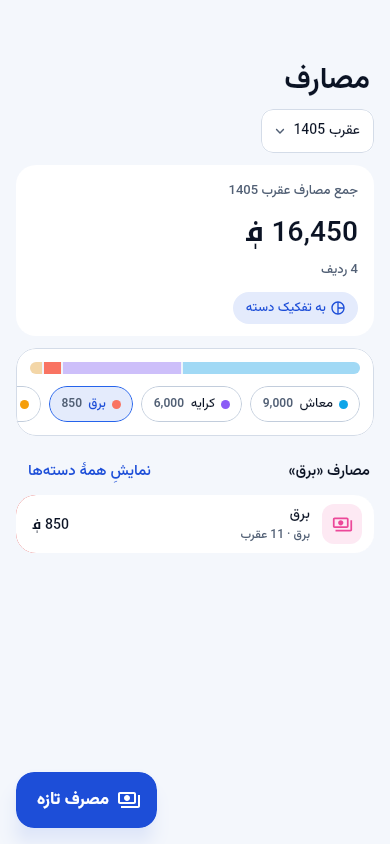 مصارف
عقرب 1405
جمع مصارف عقرب 1405
16,450 ؋
4 ردیف
به تفکیک دسته
معاش 9,000
کرایه 6,000
برق 850
مصارف «برق»
نمایشِ همهٔ دسته‌ها
برق
برق · 11 عقرب
850 ؋
مصرف تازه